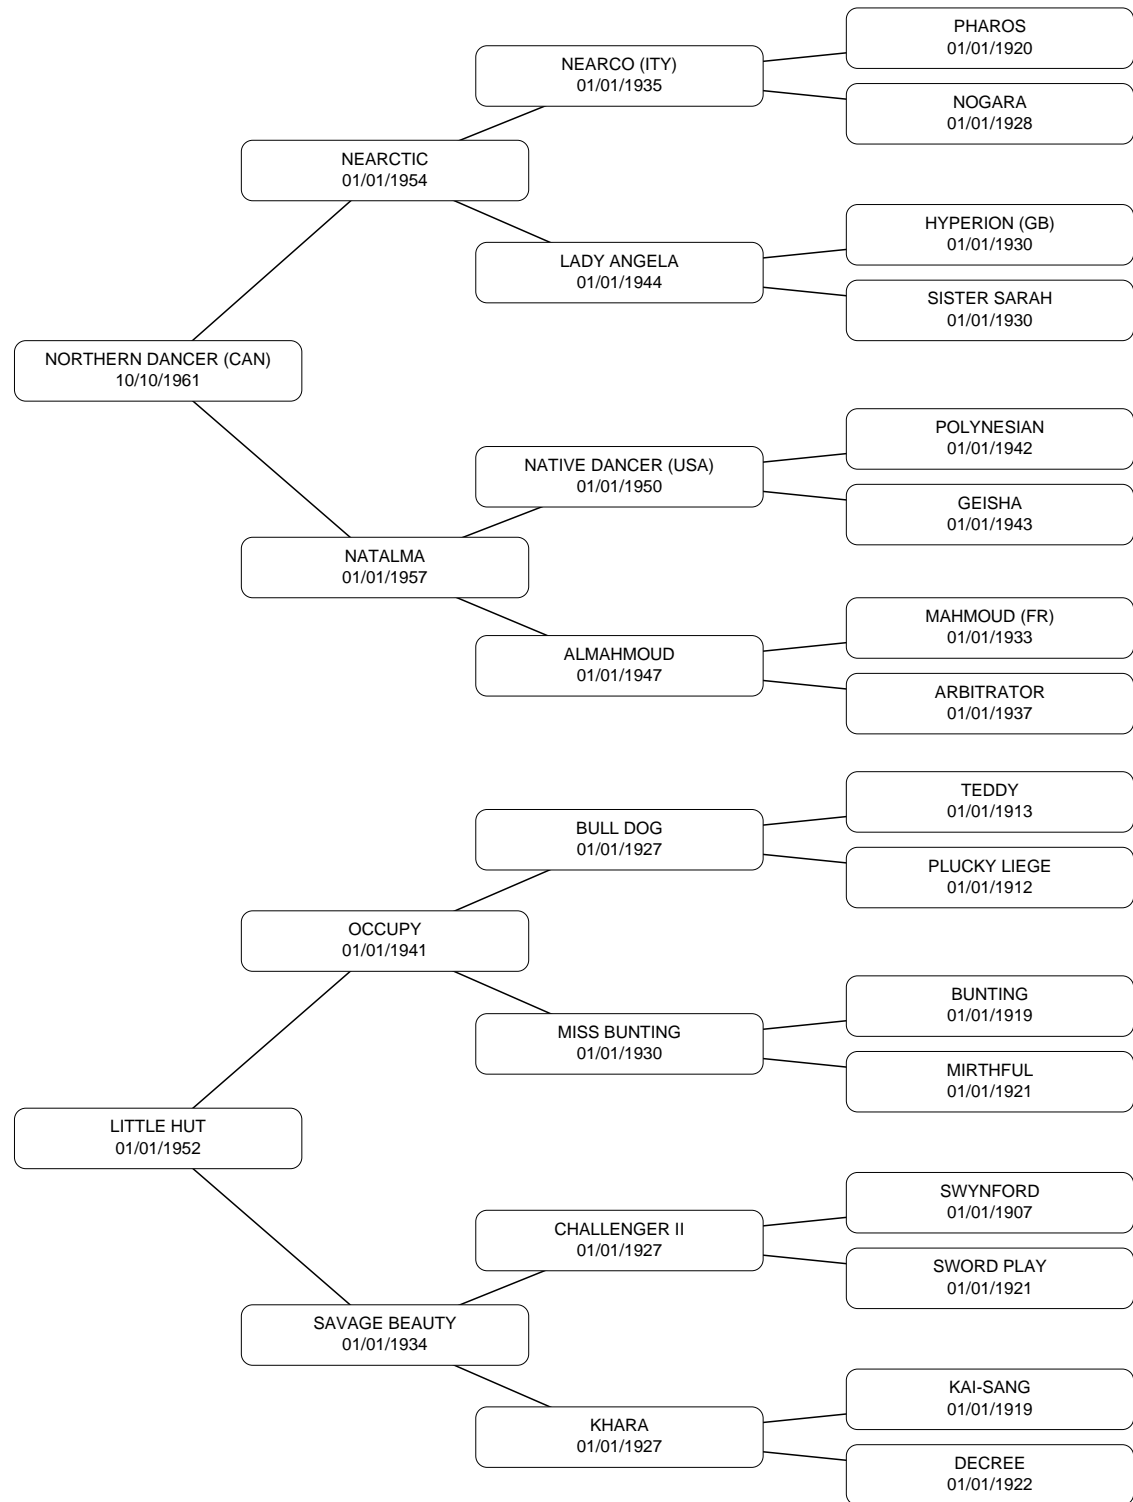 PHAROS
01/01/1920
NEARCO (ITY)
01/01/1935
NOGARA
01/01/1928
NEARCTIC
01/01/1954
HYPERION (GB)
01/01/1930
LADY ANGELA
01/01/1944
SISTER SARAH
01/01/1930
NORTHERN DANCER (CAN)
10/10/1961
POLYNESIAN
01/01/1942
NATIVE DANCER (USA)
01/01/1950
GEISHA
01/01/1943
NATALMA
01/01/1957
MAHMOUD (FR)
01/01/1933
ALMAHMOUD
01/01/1947
ARBITRATOR
01/01/1937
TEDDY
01/01/1913
BULL DOG
01/01/1927
PLUCKY LIEGE
01/01/1912
OCCUPY
01/01/1941
BUNTING
01/01/1919
MISS BUNTING
01/01/1930
MIRTHFUL
01/01/1921
LITTLE HUT
01/01/1952
SWYNFORD
01/01/1907
CHALLENGER II
01/01/1927
SWORD PLAY
01/01/1921
SAVAGE BEAUTY
01/01/1934
KAI-SANG
01/01/1919
KHARA
01/01/1927
DECREE
01/01/1922